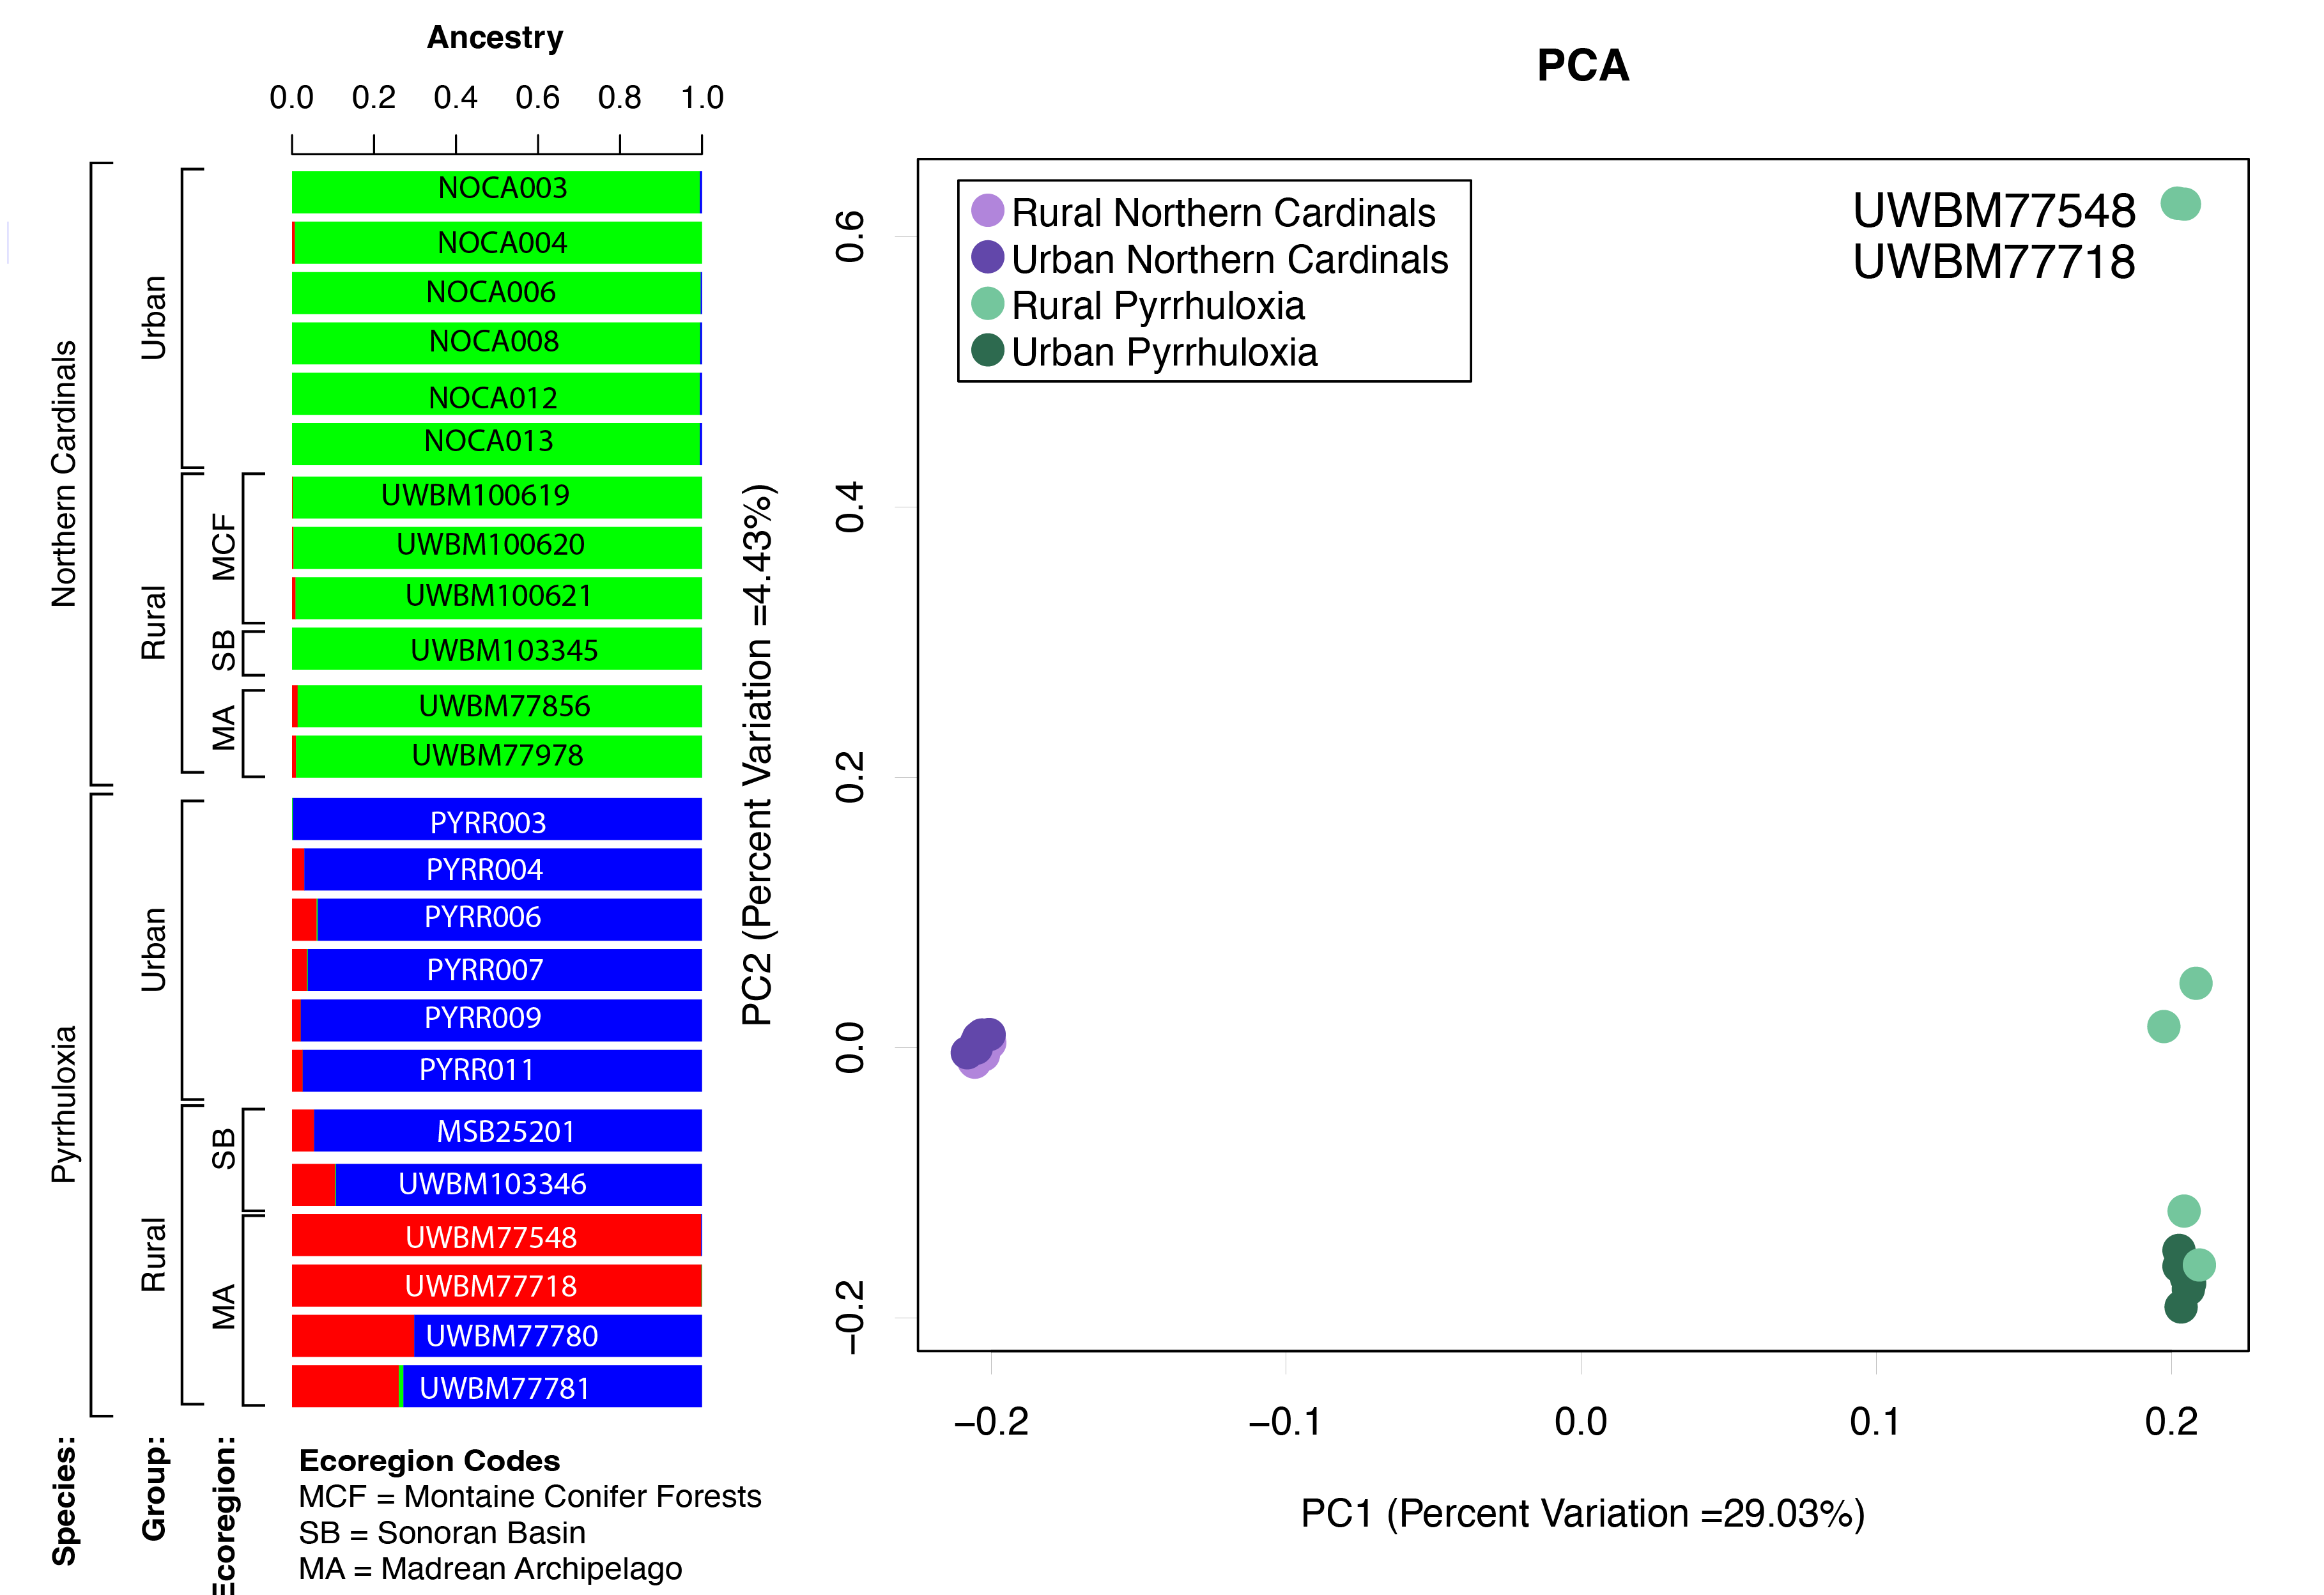 Ancestry
0.0 0.2 0.4 0.6 0.8 1.0
Northern Cardinals
Urban
NOCA003
NOCA004
NOCA006
NOCA008
NOCA012
NOCA013
Rural
MCF
UWBM100619
UWBM100620
UWBM100621
SB
UWBM103345
MA
UWBM77856
UWBM77978
Pyrrhuloxia
Urban
PYRR003
PYRR004
PYRR006
PYRR007
PYRR009
PYRR011
Rural
SB
MSB25201
UWBM103346
MA
UWBM77548
UWBM77718
UWBM77780
UWBM77781
Species:
Group:
Ecoregion:
Ecoregion Codes
MCF = Montaine Conifer Forests
SB = Sonoran Basin
MA = Madrean Archipelago
PCA
Rural Northern Cardinals
Urban Northern Cardinals
Rural Pyrrhuloxia
Urban Pyrrhuloxia
UWBM77548
UWBM77718
PC2 (Percent Variation =4.43%)
0.6
0.4
0.2
0.0
−0.2
−0.2 −0.1 0.0 0.1 0.2
PC1 (Percent Variation =29.03%)